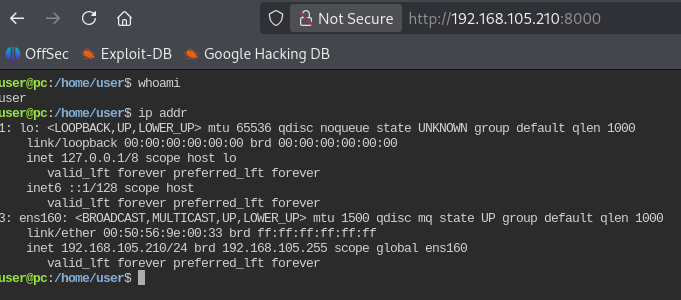 Not Secure http://192.168.105.210:8000
OffSec Exploit-DB Google Hacking DB
user@pc:/home/user$ whoami
user
user@pc:/home/user$ ip addr
1: lo: <LOOPBACK,UP,LOWER_UP> mtu 65536 qdisc noqueue state UNKNOWN group default qlen 1000
    link/loopback 00:00:00:00:00:00 brd 00:00:00:00:00:00
    inet 127.0.0.1/8 scope host lo
       valid_lft forever preferred_lft forever
    inet6 ::1/128 scope host
       valid_lft forever preferred_lft forever
3: ens160: <BROADCAST,MULTICAST,UP,LOWER_UP> mtu 1500 qdisc mq state UP group default qlen 1000
    link/ether 00:50:56:9e:00:33 brd ff:ff:ff:ff:ff:ff
    inet 192.168.105.210/24 brd 192.168.105.255 scope global ens160
       valid_lft forever preferred_lft forever
user@pc:/home/user$